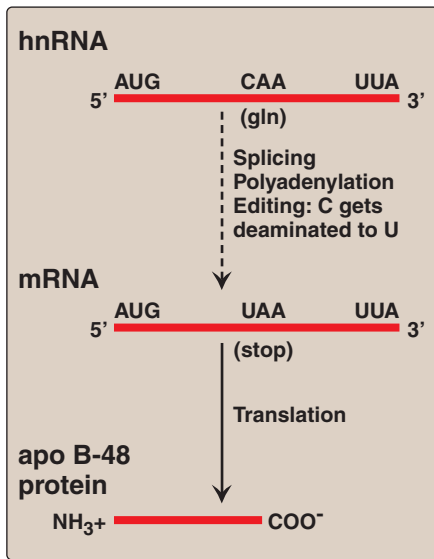 hnRNA
AUG CAA UUA
5’ 3’
(gln)
Splicing
Polyadenylation
Editing: C gets
deaminated to U
mRNA
AUG UAA UUA
5’ 3’
(stop)
Translation
apo B-48
protein
NH3+ COO-